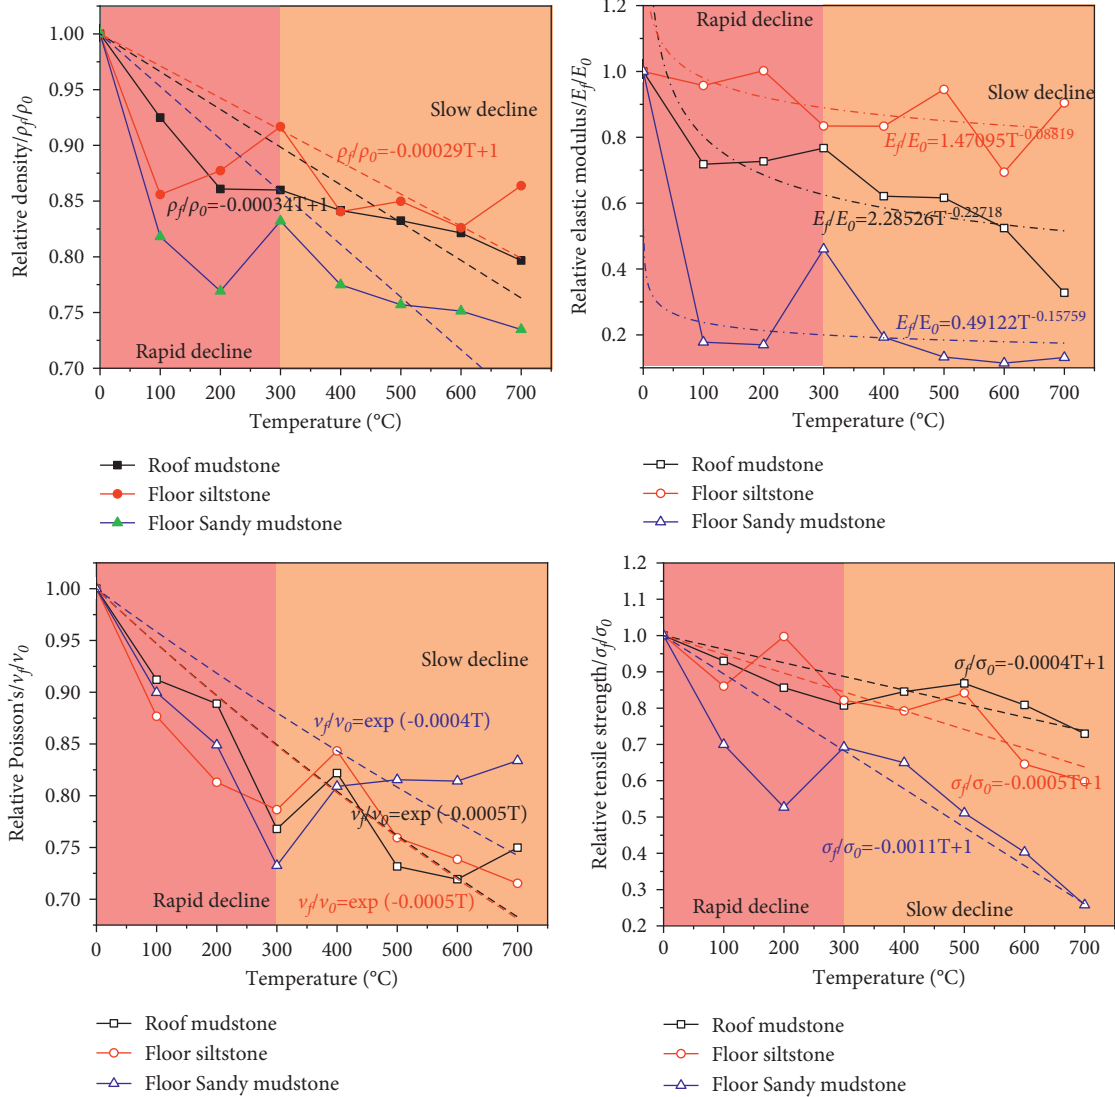 Relative density/ρf/ρ0
1.00
0.95
0.90
0.85
0.80
0.75
0.70
Slow decline
ρf/ρ0=-0.00029T+1
ρf/ρ0=-0.00034T+1
Rapid decline
0 100 200 300 400 500 600 700
Temperature (°C)
Roof mudstone
Floor siltstone
Floor Sandy mudstone
Relative elastic modulus/Ef/E0
1.0
0.8
0.6
0.4
0.2
Rapid decline
Slow decline
Ef/E0=1.47095T-0.08819
Ef/E0=2.28526T-0.22718
Ef/E0=0.49122T-0.15759
0 100 200 300 400 500 600 700
Temperature (°C)
Roof mudstone
Floor siltstone
Floor Sandy mudstone
Relative Poisson's/νf/ν0
1.00
0.95
0.90
0.85
0.80
0.75
0.70
Slow decline
νf/ν0=exp (-0.0004T)
νf/ν0=exp (-0.0005T)
Rapid decline
νf/ν0=exp (-0.0005T)
0 100 200 300 400 500 600 700
Temperature (°C)
Roof mudstone
Floor siltstone
Floor Sandy mudstone
Relative tensile strength/σf/σ0
1.2
1.1
1.0
0.9
0.8
0.7
0.6
0.5
0.4
0.3
0.2
σf/σ0=-0.0004T+1
σf/σ0=-0.0005T+1
σf/σ0=-0.0011T+1
Rapid decline
Slow decline
0 100 200 300 400 500 600 700
Temperature (°C)
Roof mudstone
Floor siltstone
Floor Sandy mudstone